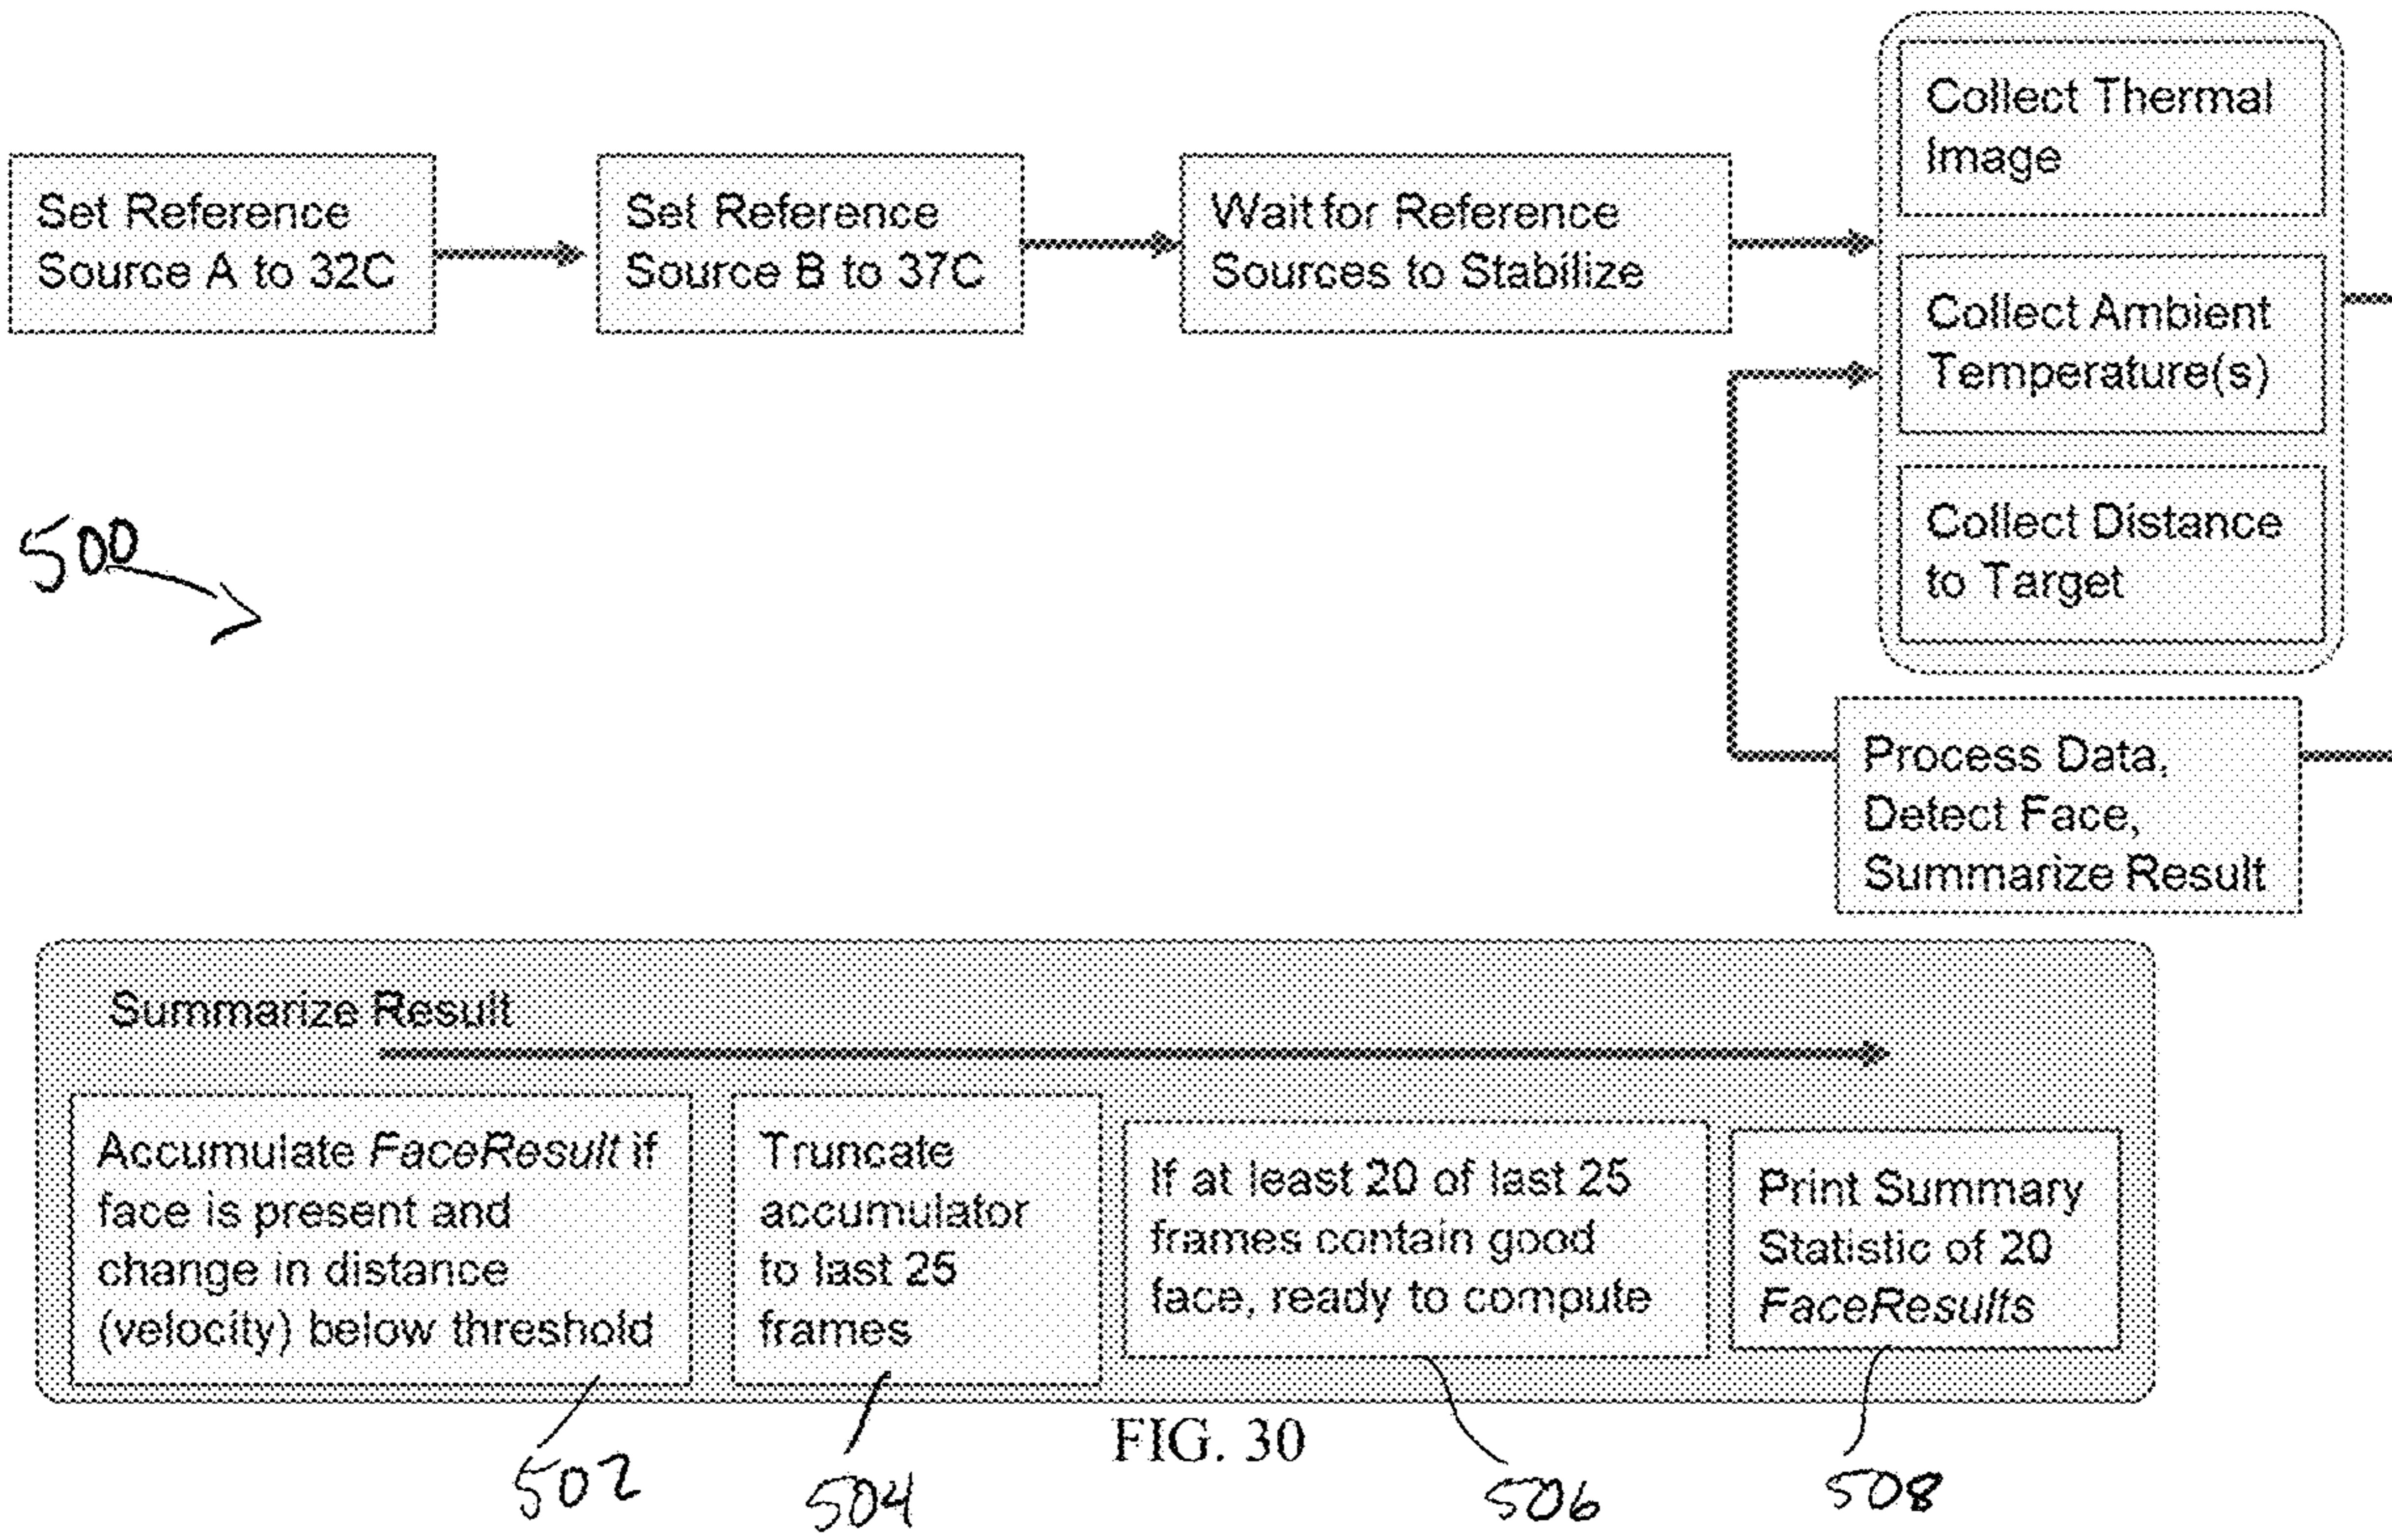 Set Reference
Source A to 32C
Set Reference
Source B to 37C
Wait for Reference
Sources to Stabilize
Collect Thermal
Image
Collect Ambient
Temperature(s)
Collect Distance
to Target
500
Process Data,
Detect Face,
Summarize Result
Summarize Result
Accumulate FaceResult if
face is present and
change in distance
(velocity) below threshold
Truncate
accumulator
to last 25
frames
If at least 20 of last 25
frames contain good
face, ready to compute
Print Summary
Statistic of 20
FaceResults
FIG. 30
502
504
506
508